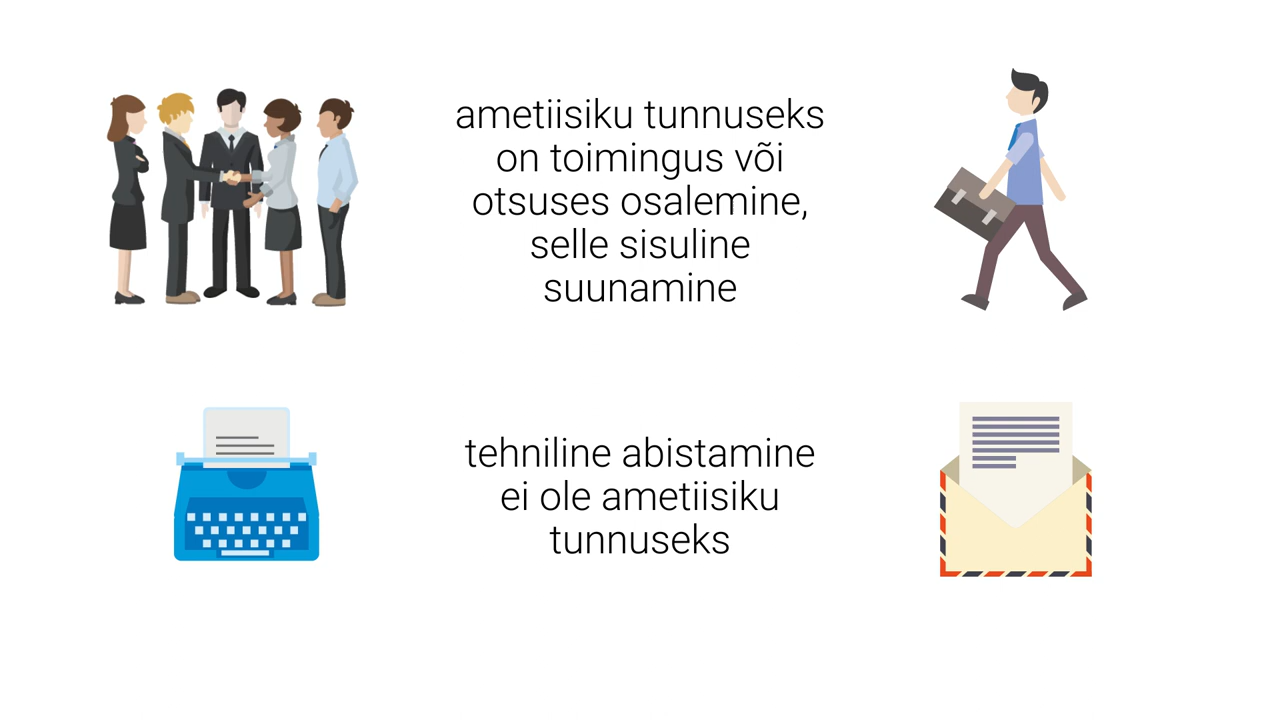 ametiisiku tunnuseks
on toimingus või
otsuses osalemine,
selle sisuline
suunamine
tehniline abistamine
ei ole ametiisiku
tunnuseks